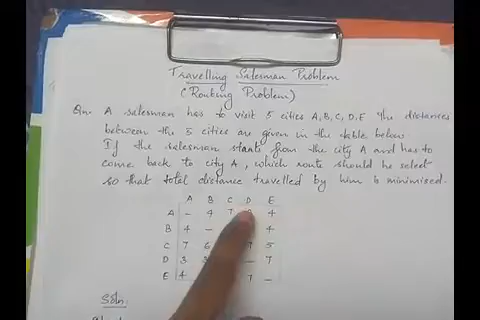 Travelling Salesman Problem
(Routing Problem)
Qn: A salesman has to visit 5 cities A, B, C, D, E. The distances
between the 5 cities are given in the table below.
If the salesman starts from the city A and has to
come back to city A, which route should he select
so that total distance travelled by him is minimised.
A B C D E
A - 4 7 4
B 4 - 4
C 7 6 5
D 3 3 - 7
E 4 7 -
Soln: